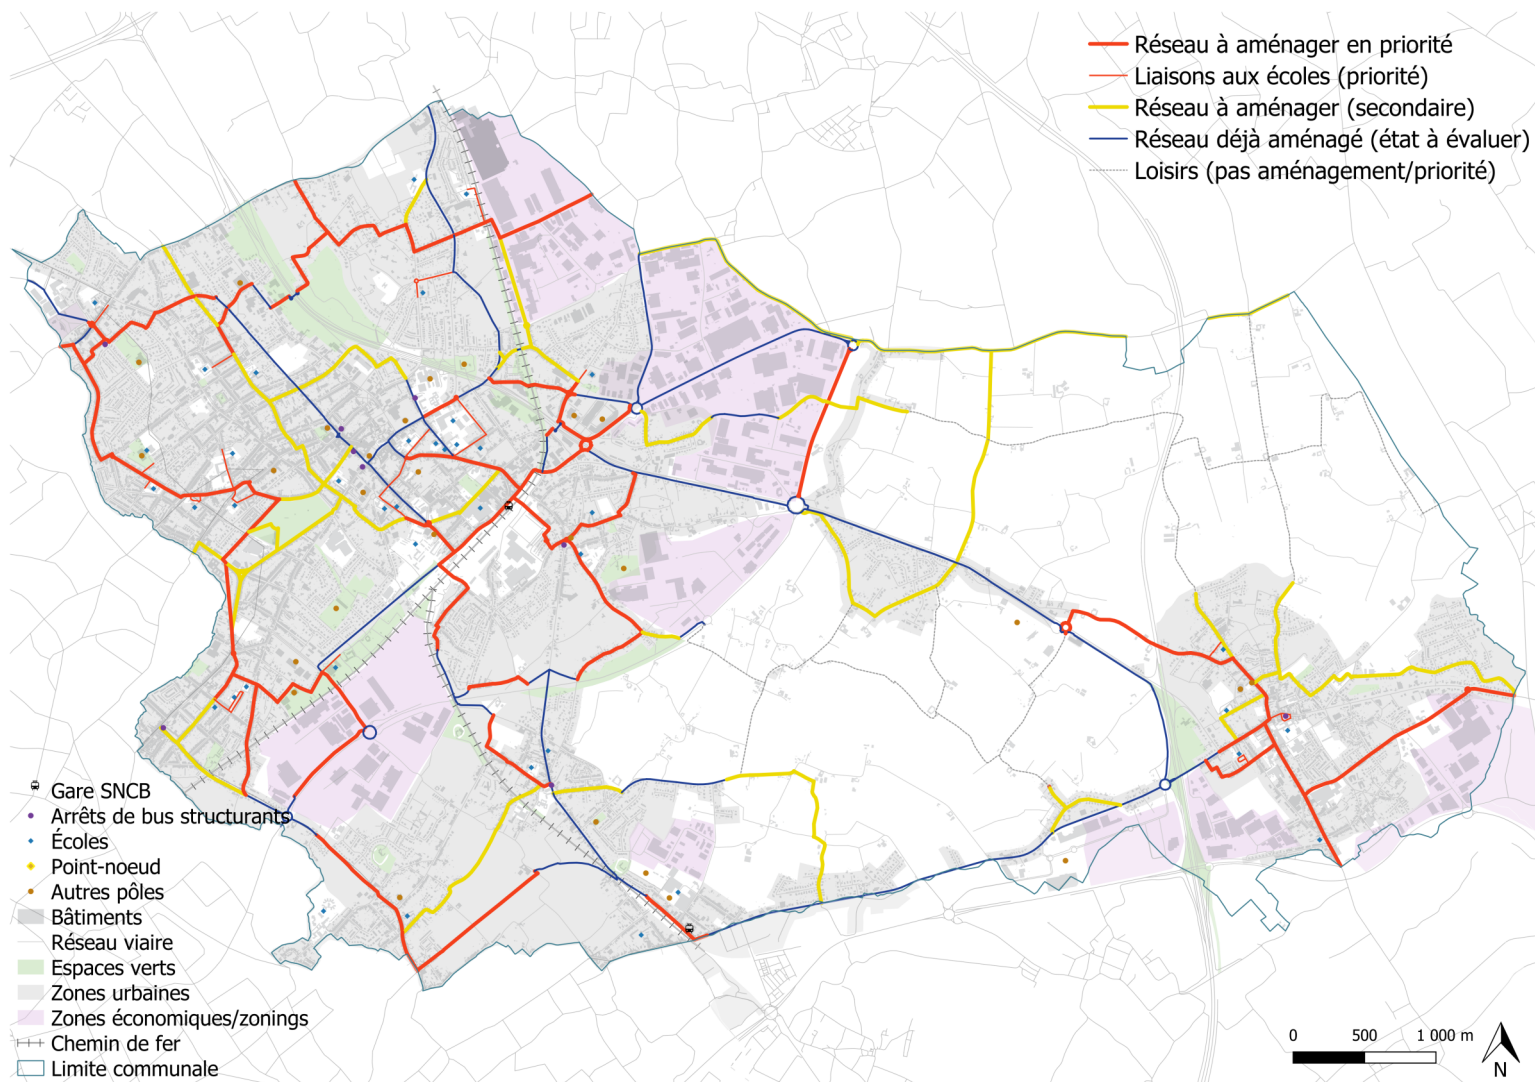 Réseau à aménager en priorité
Liaisons aux écoles (priorité)
Réseau à aménager (secondaire)
Réseau déjà aménagé (état à évaluer)
Loisirs (pas aménagement/priorité)
Gare SNCB
Arrêts de bus structurants
Écoles
Point-noeud
Autres pôles
Bâtiments
Réseau viaire
Espaces verts
Zones urbaines
Zones économiques/zonings
Chemin de fer
Limite communale
0 500 1 000 m
N